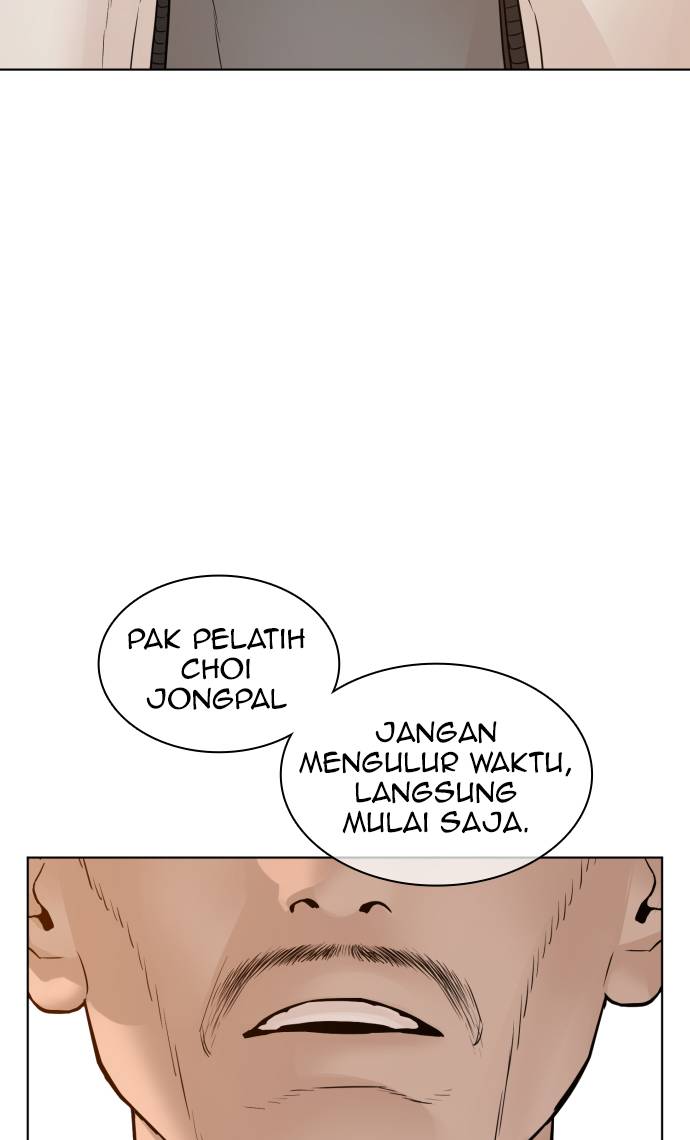 PAK PELATIH
CHOI
JONGPAL
JANGAN
MENGULUR WAKTU,
LANGSUNG
MULAI SAJA.